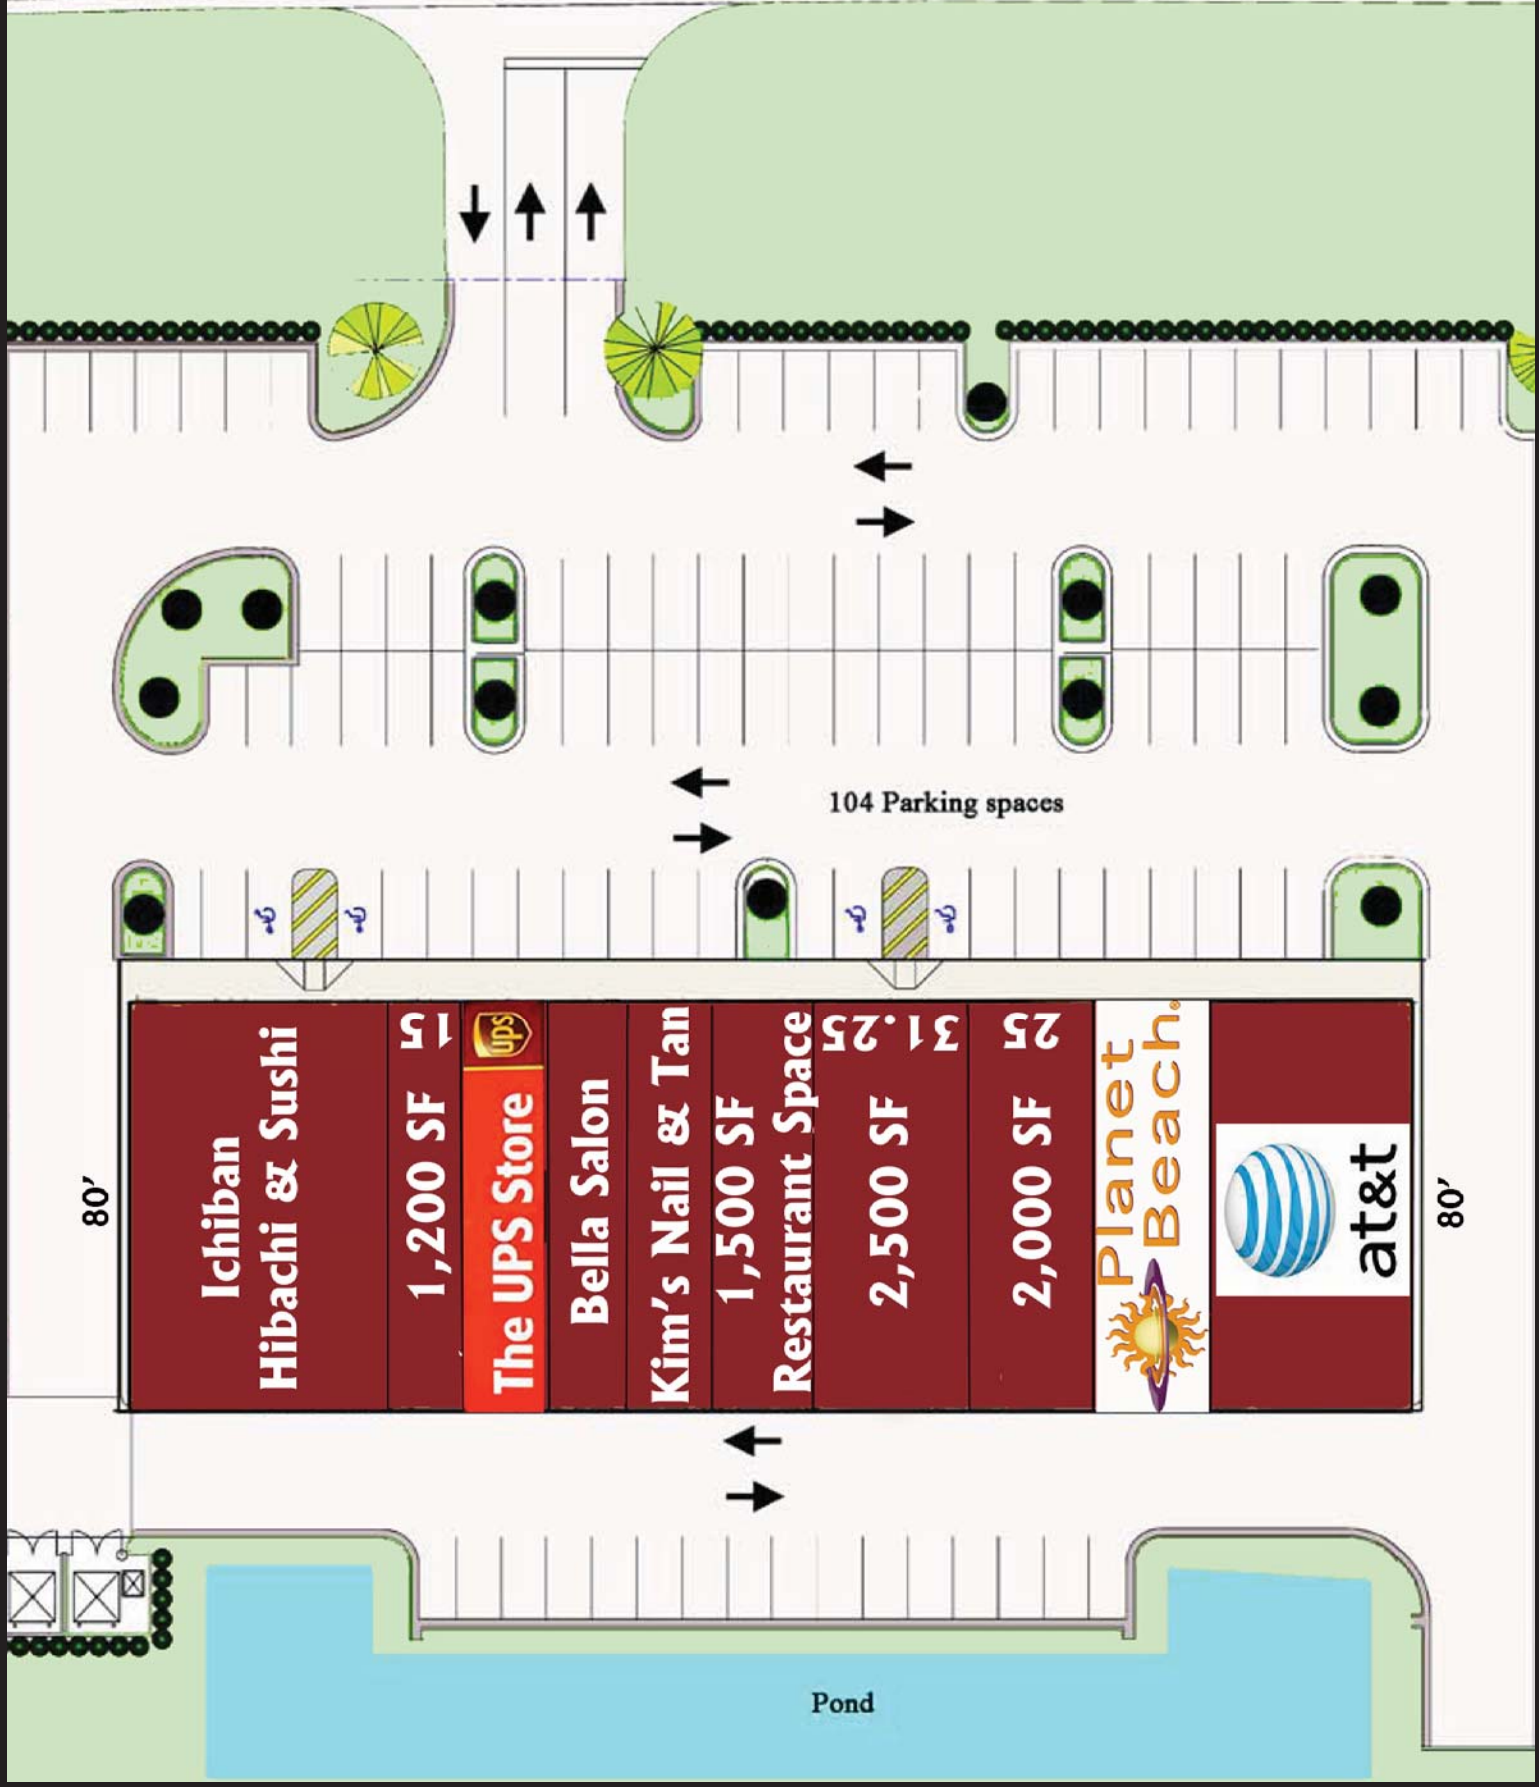 104 Parking spaces
Ichiban
Hibachi & Sushi
15
1,200 SF
ups
The UPS Store
Bella Salon
Kim's Nail & Tan
1,500 SF
Restaurant Space
31.25
2,500 SF
25
2,000 SF
Planet
Beach®
at&t
80'
80'
Pond